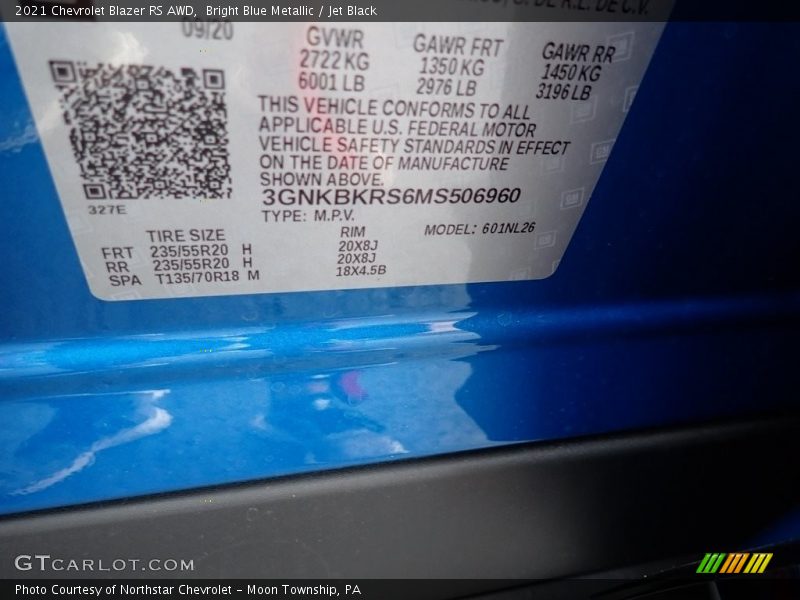 2021 Chevrolet Blazer RS AWD, Bright Blue Metallic / Jet Black
S. DE R.L. DE C.V.
09/20
GVWR GAWR FRT GAWR RR
2722 KG 1350 KG 1450 KG
6001 LB 2976 LB 3196 LB
THIS VEHICLE CONFORMS TO ALL
APPLICABLE U.S. FEDERAL MOTOR
VEHICLE SAFETY STANDARDS IN EFFECT
ON THE DATE OF MANUFACTURE
SHOWN ABOVE.
3GNKBKRS6MS506960
327E
TYPE: M.P.V.
MODEL: 601NL26
TIRE SIZE RIM
FRT 235/55R20 H 20X8J
RR 235/55R20 H 20X8J
SPA T135/70R18 M 18X4.5B
GTCARLOT.COM
Photo Courtesy of Northstar Chevrolet - Moon Township, PA